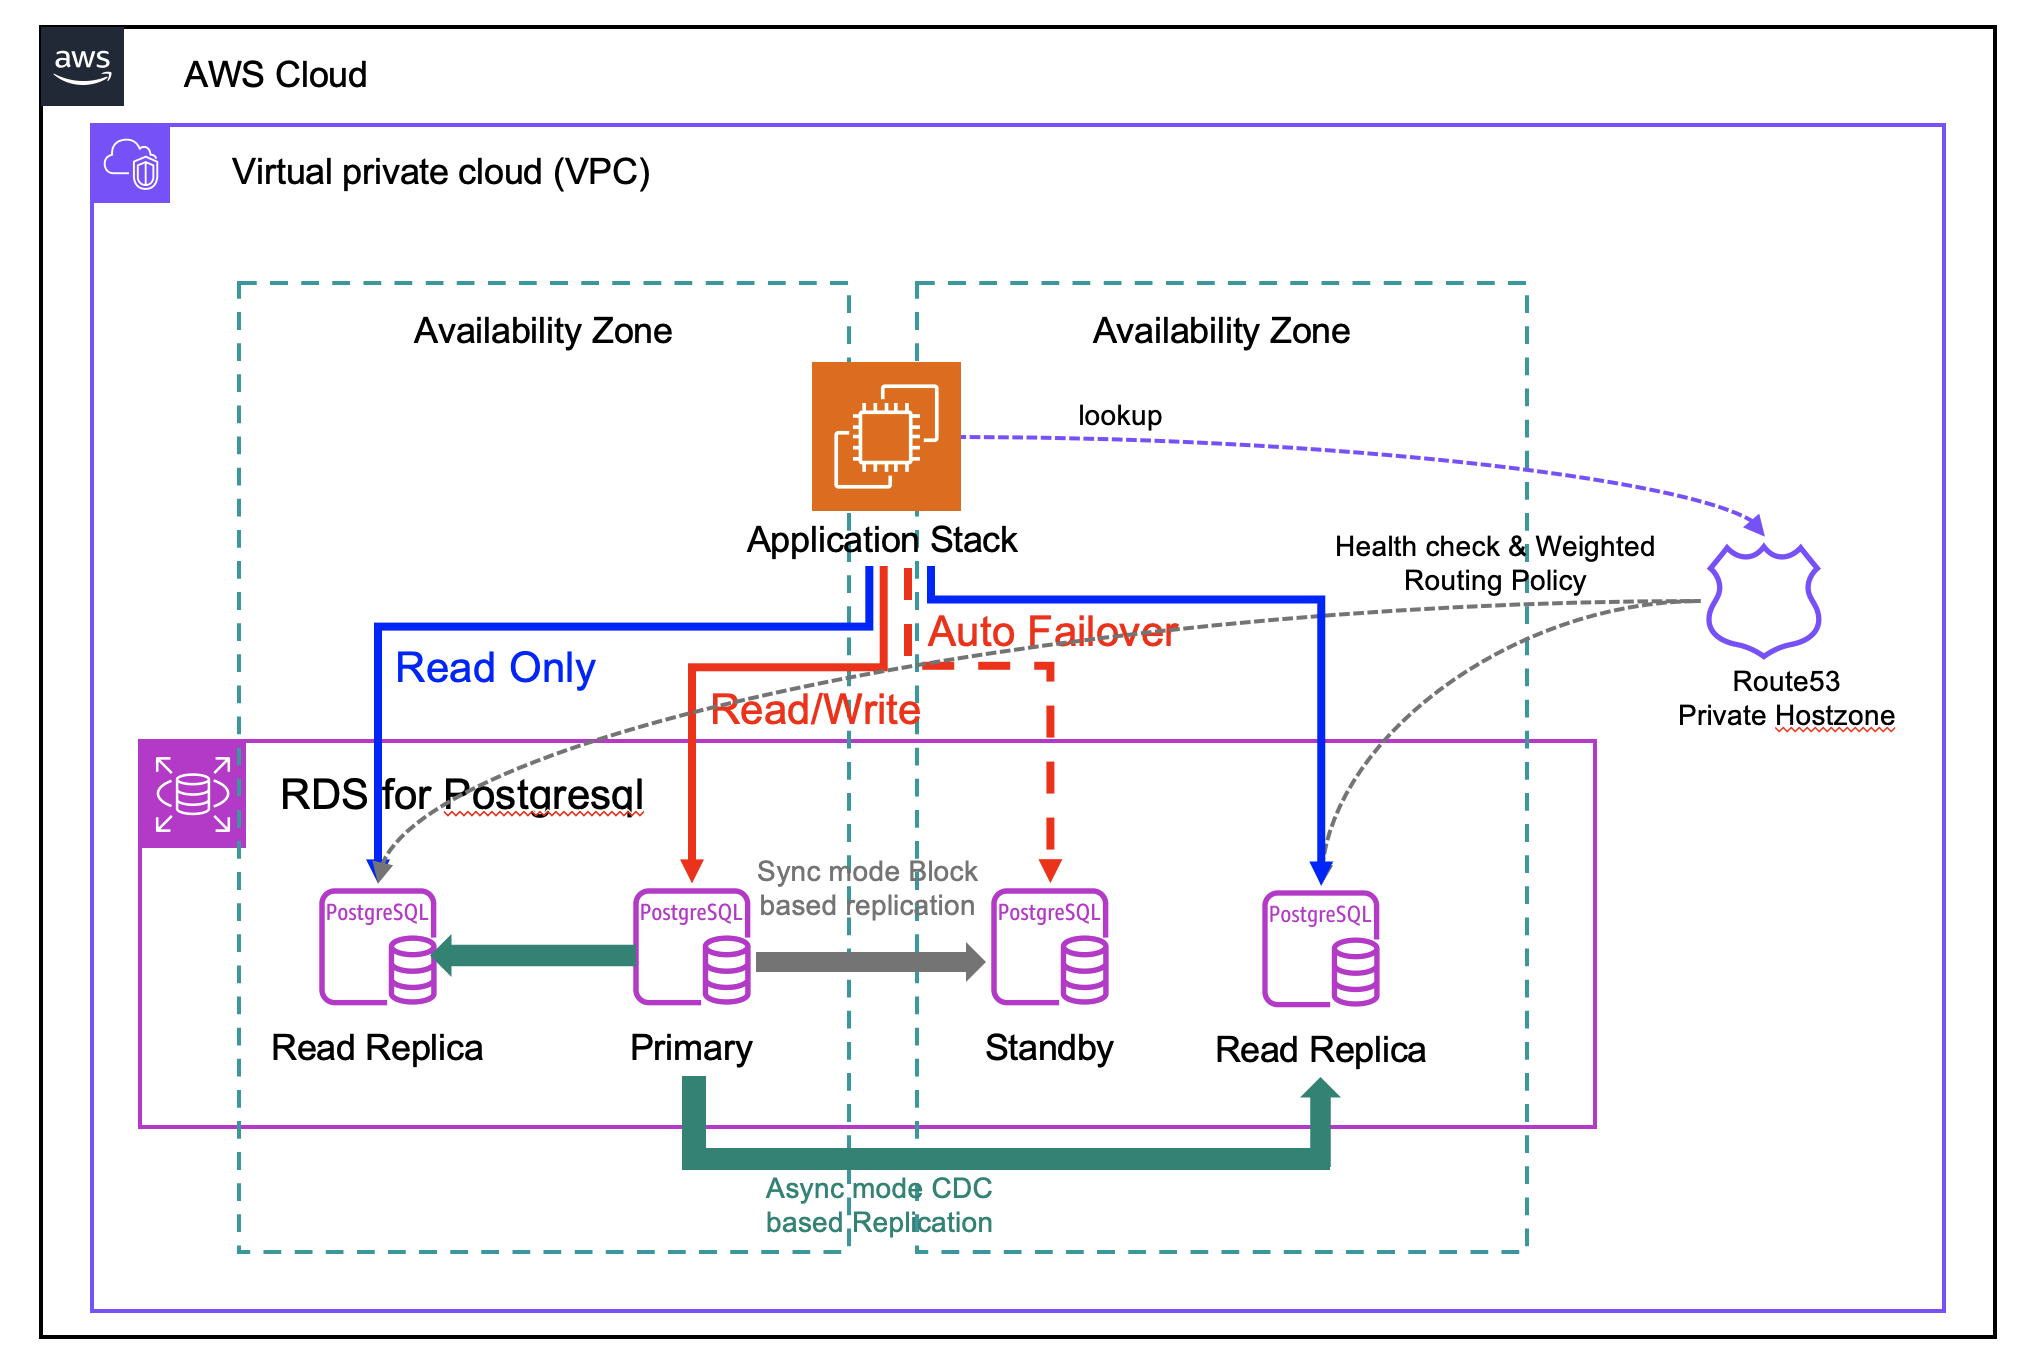 aws
AWS Cloud
Virtual private cloud (VPC)
Availability Zone
Availability Zone
lookup
Application Stack
Health check & Weighted
Routing Policy
Auto Failover
Read Only
Read/Write
Route53
Private Hostzone
RDS for Postgresql
Sync mode Block
based replication
PostgreSQL
PostgreSQL
PostgreSQL
PostgreSQL
Read Replica
Primary
Standby
Read Replica
Async mode CDC
based Replication